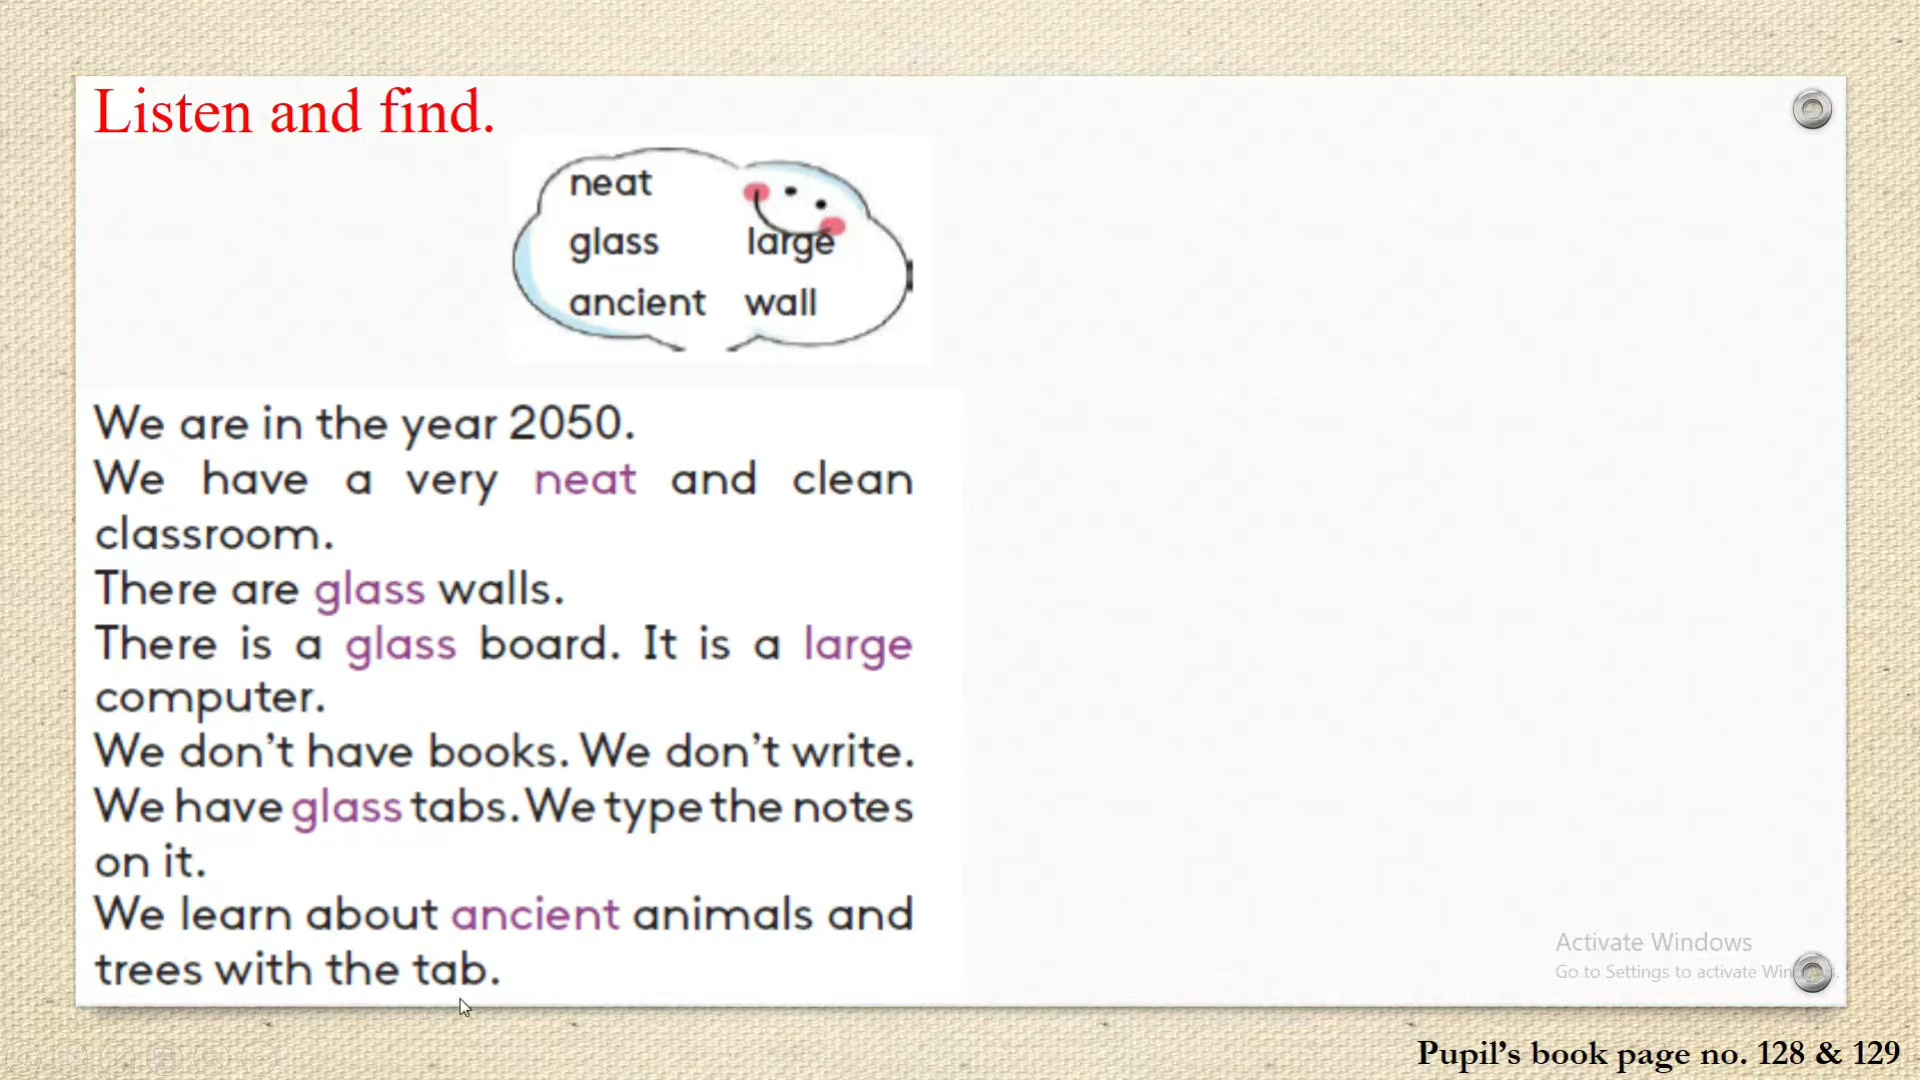 Listen and find.
neat
glass large
ancient wall
We are in the year 2050.
We have a very neat and clean
classroom.
There are glass walls.
There is a glass board. It is a large
computer.
We don't have books. We don't write.
We have glass tabs. We type the notes
on it.
We learn about ancient animals and
trees with the tab.
Activate Windows
Go to Settings to activate Windows.
Pupil's book page no. 128 & 129